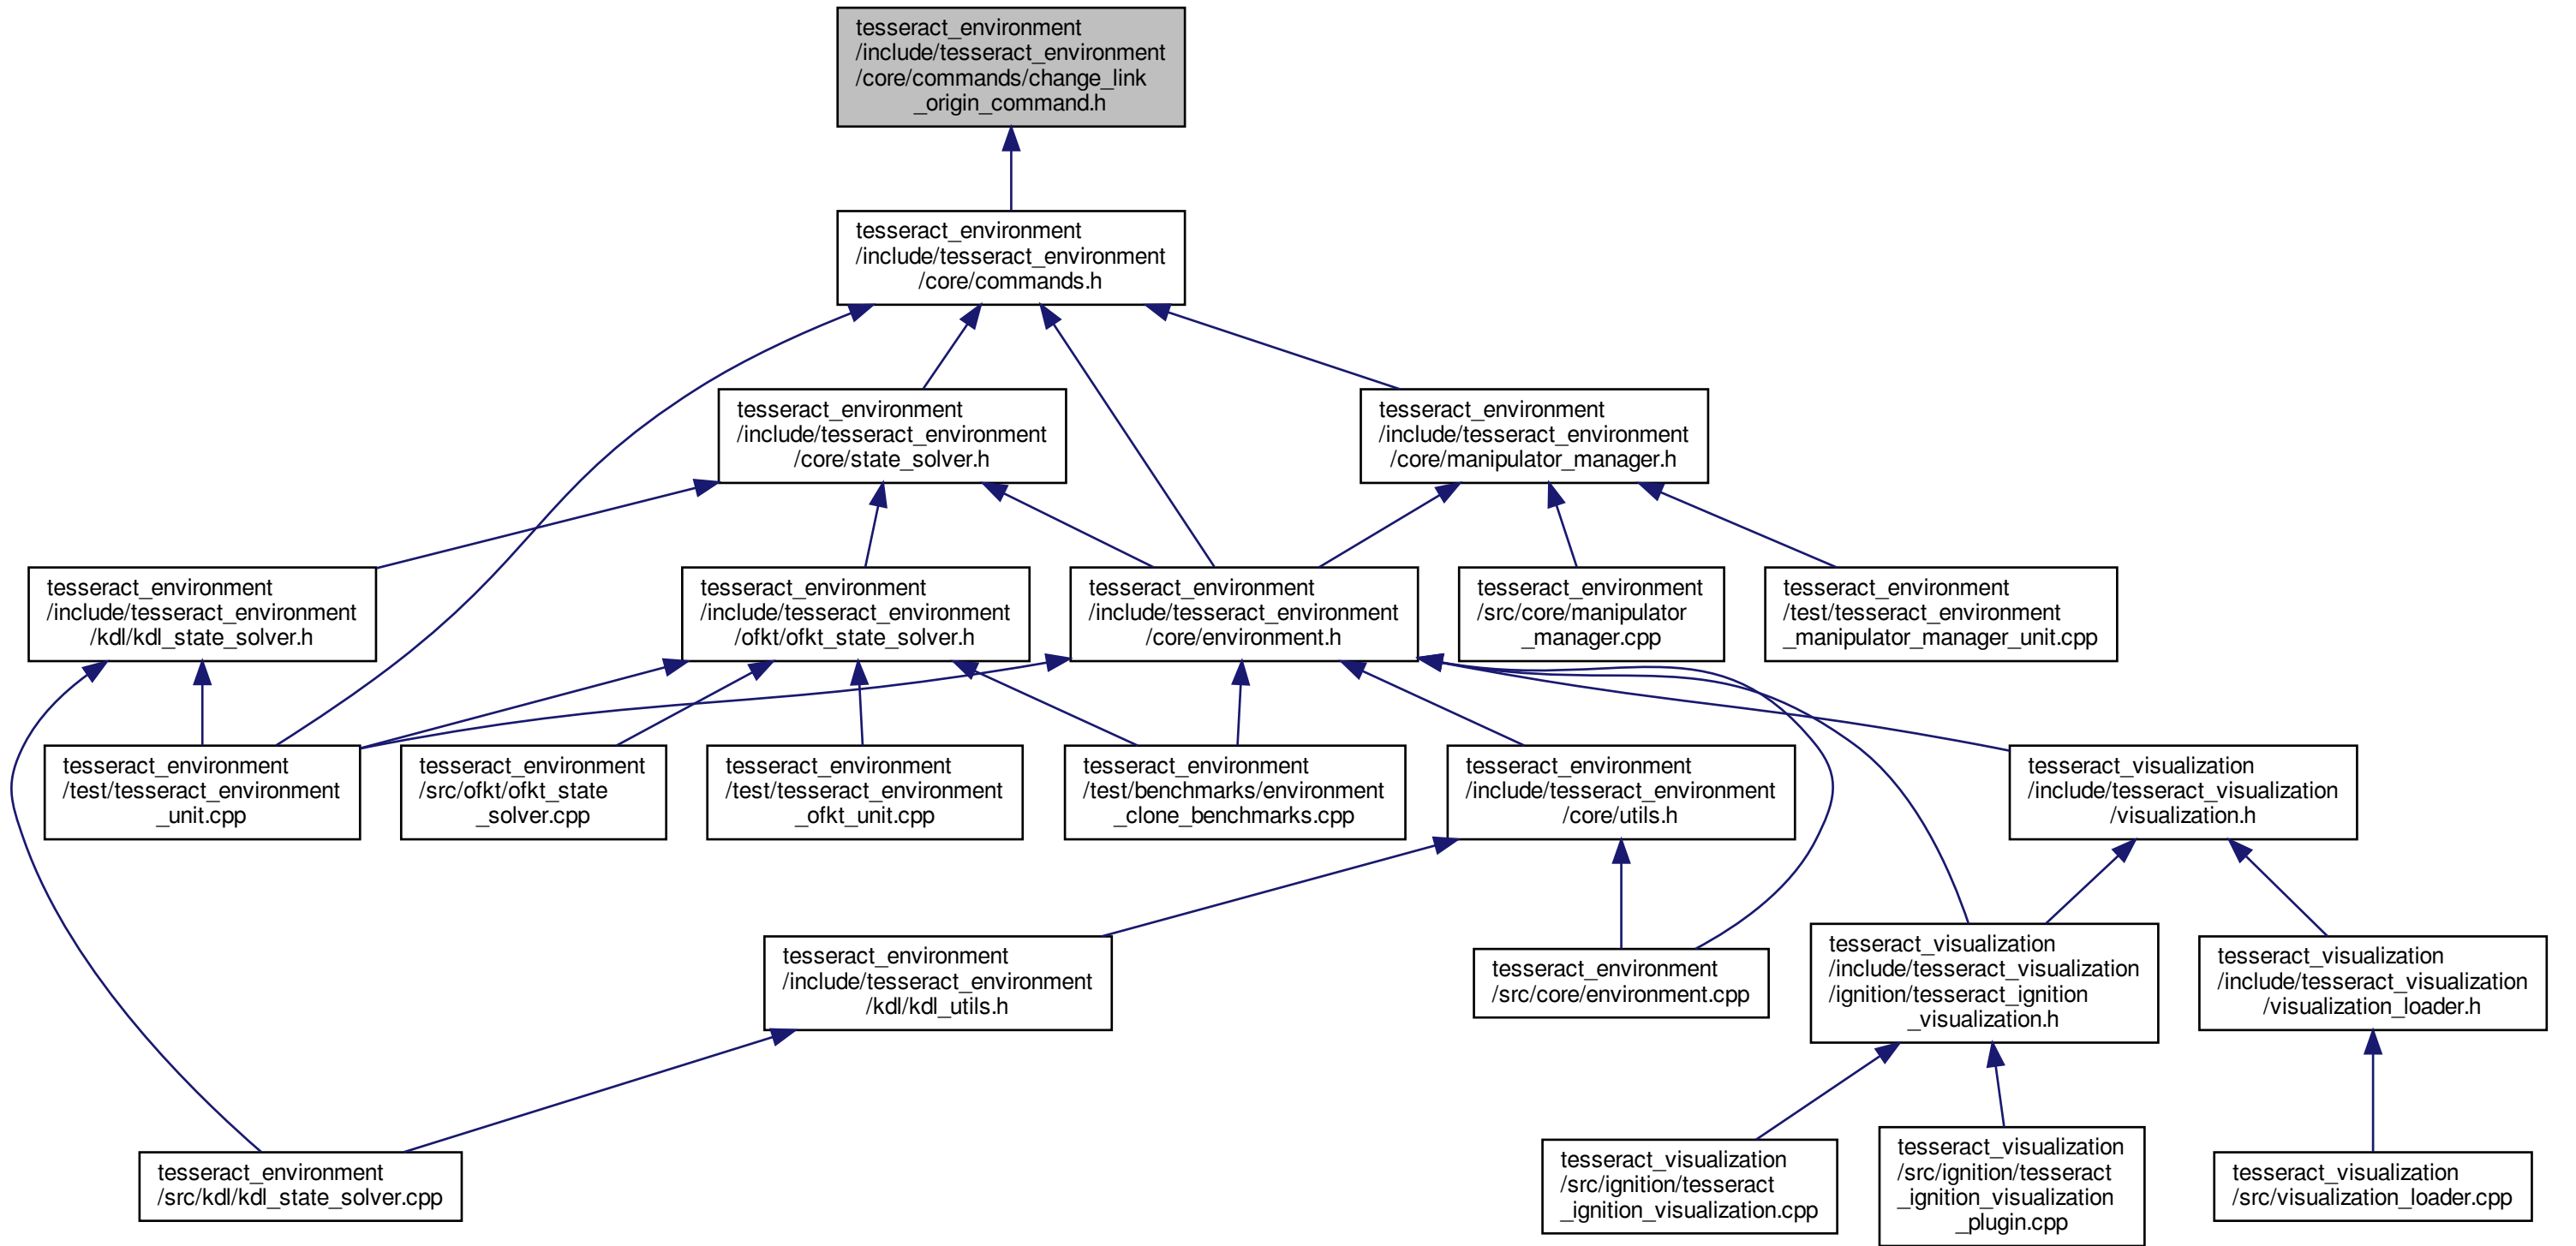 tesseract_environment
/include/tesseract_environment
/core/commands/change_link
_origin_command.h
tesseract_environment
/include/tesseract_environment
/core/commands.h
tesseract_environment
/include/tesseract_environment
/core/state_solver.h
tesseract_environment
/include/tesseract_environment
/core/manipulator_manager.h
tesseract_environment
/include/tesseract_environment
/kdl/kdl_state_solver.h
tesseract_environment
/include/tesseract_environment
/ofkt/ofkt_state_solver.h
tesseract_environment
/include/tesseract_environment
/core/environment.h
tesseract_environment
/src/core/manipulator
_manager.cpp
tesseract_environment
/test/tesseract_environment
_manipulator_manager_unit.cpp
tesseract_environment
/test/tesseract_environment
_unit.cpp
tesseract_environment
/src/ofkt/ofkt_state
_solver.cpp
tesseract_environment
/test/tesseract_environment
_ofkt_unit.cpp
tesseract_environment
/test/benchmarks/environment
_clone_benchmarks.cpp
tesseract_environment
/include/tesseract_environment
/core/utils.h
tesseract_visualization
/include/tesseract_visualization
/visualization.h
tesseract_environment
/include/tesseract_environment
/kdl/kdl_utils.h
tesseract_environment
/src/core/environment.cpp
tesseract_visualization
/include/tesseract_visualization
/ignition/tesseract_ignition
_visualization.h
tesseract_visualization
/include/tesseract_visualization
/visualization_loader.h
tesseract_environment
/src/kdl/kdl_state_solver.cpp
tesseract_visualization
/src/ignition/tesseract
_ignition_visualization.cpp
tesseract_visualization
/src/ignition/tesseract
_ignition_visualization
_plugin.cpp
tesseract_visualization
/src/visualization_loader.cpp